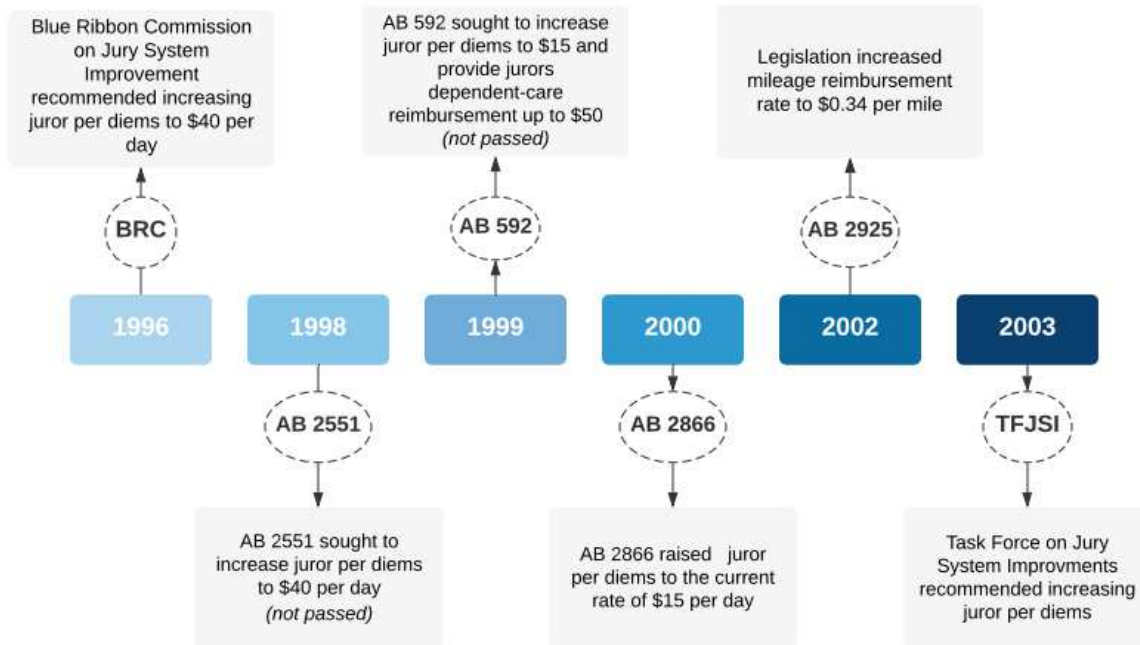 Blue Ribbon Commission
on Jury System
Improvement
recommended increasing
juror per diems to $40 per
day
AB 592 sought to increase
juror per diems to $15 and
provide jurors
dependent-care
reimbursement up to $50
(not passed)
Legislation increased
mileage reimbursement
rate to $0.34 per mile
BRC
AB 592
AB 2925
1996
1998
1999
2000
2002
2003
AB 2551
AB 2866
TFJSI
AB 2551 sought to
increase juror per diems
to $40 per day
(not passed)
AB 2866 raised juror
per diems to the current
rate of $15 per day
Task Force on Jury
System Improvments
recommended increasing
juror per diems